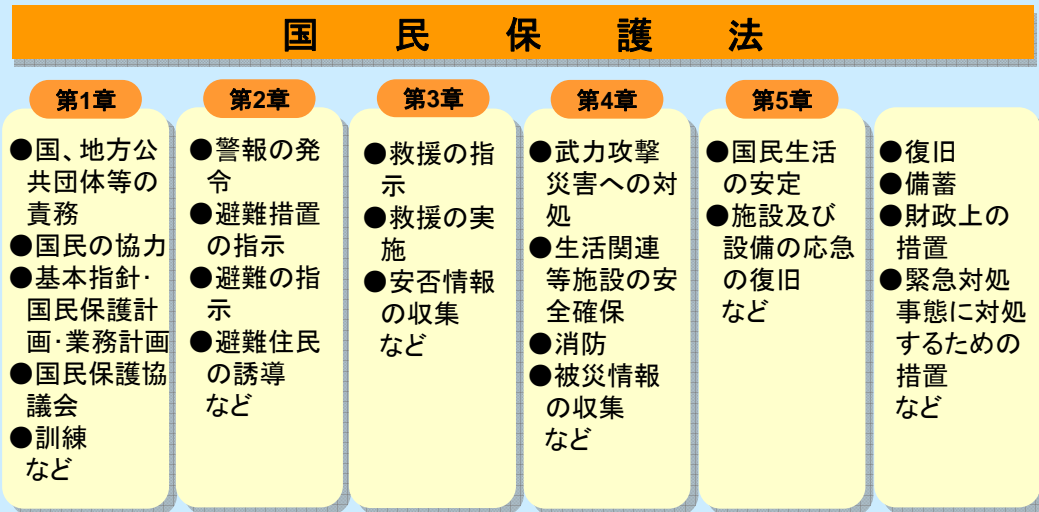 国民保護法
第1章
●国、地方公
共団体等の
責務
●国民の協力
●基本指針・
国民保護計
画・業務計画
●国民保護協
議会
●訓練
など
第2章
●警報の発
令
●避難措置
の指示
●避難の指
示
●避難住民
の誘導
など
第3章
●救援の指
示
●救援の実
施
●安否情報
の収集
など
第4章
●武力攻撃
災害への対
処
●生活関連
等施設の安
全確保
●消防
●被災情報
の収集
など
第5章
●国民生活
の安定
●施設及び
設備の応急
の復旧
など
●復旧
●備蓄
●財政上の
措置
●緊急対処
事態に対処
するための
措置
など